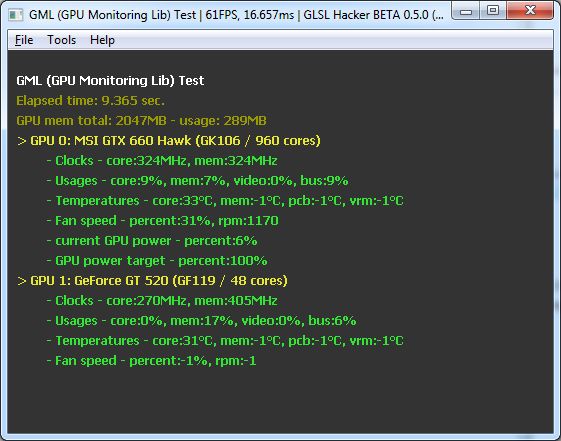 GML (GPU Monitoring Lib) Test | 61FPS, 16.657ms | GLSL Hacker BETA 0.5.0 (...
File Tools Help
GML (GPU Monitoring Lib) Test
Elapsed time: 9.365 sec.
GPU mem total: 2047MB - usage: 289MB
> GPU 0: MSI GTX 660 Hawk (GK106 / 960 cores)
- Clocks - core:324MHz, mem:324MHz
- Usages - core:9%, mem:7%, video:0%, bus:9%
- Temperatures - core:33°C, mem:-1°C, pcb:-1°C, vrm:-1°C
- Fan speed - percent:31%, rpm:1170
- current GPU power - percent:6%
- GPU power target - percent:100%
> GPU 1: GeForce GT 520 (GF119 / 48 cores)
- Clocks - core:270MHz, mem:405MHz
- Usages - core:0%, mem:17%, video:0%, bus:6%
- Temperatures - core:31°C, mem:-1°C, pcb:-1°C, vrm:-1°C
- Fan speed - percent:-1%, rpm:-1